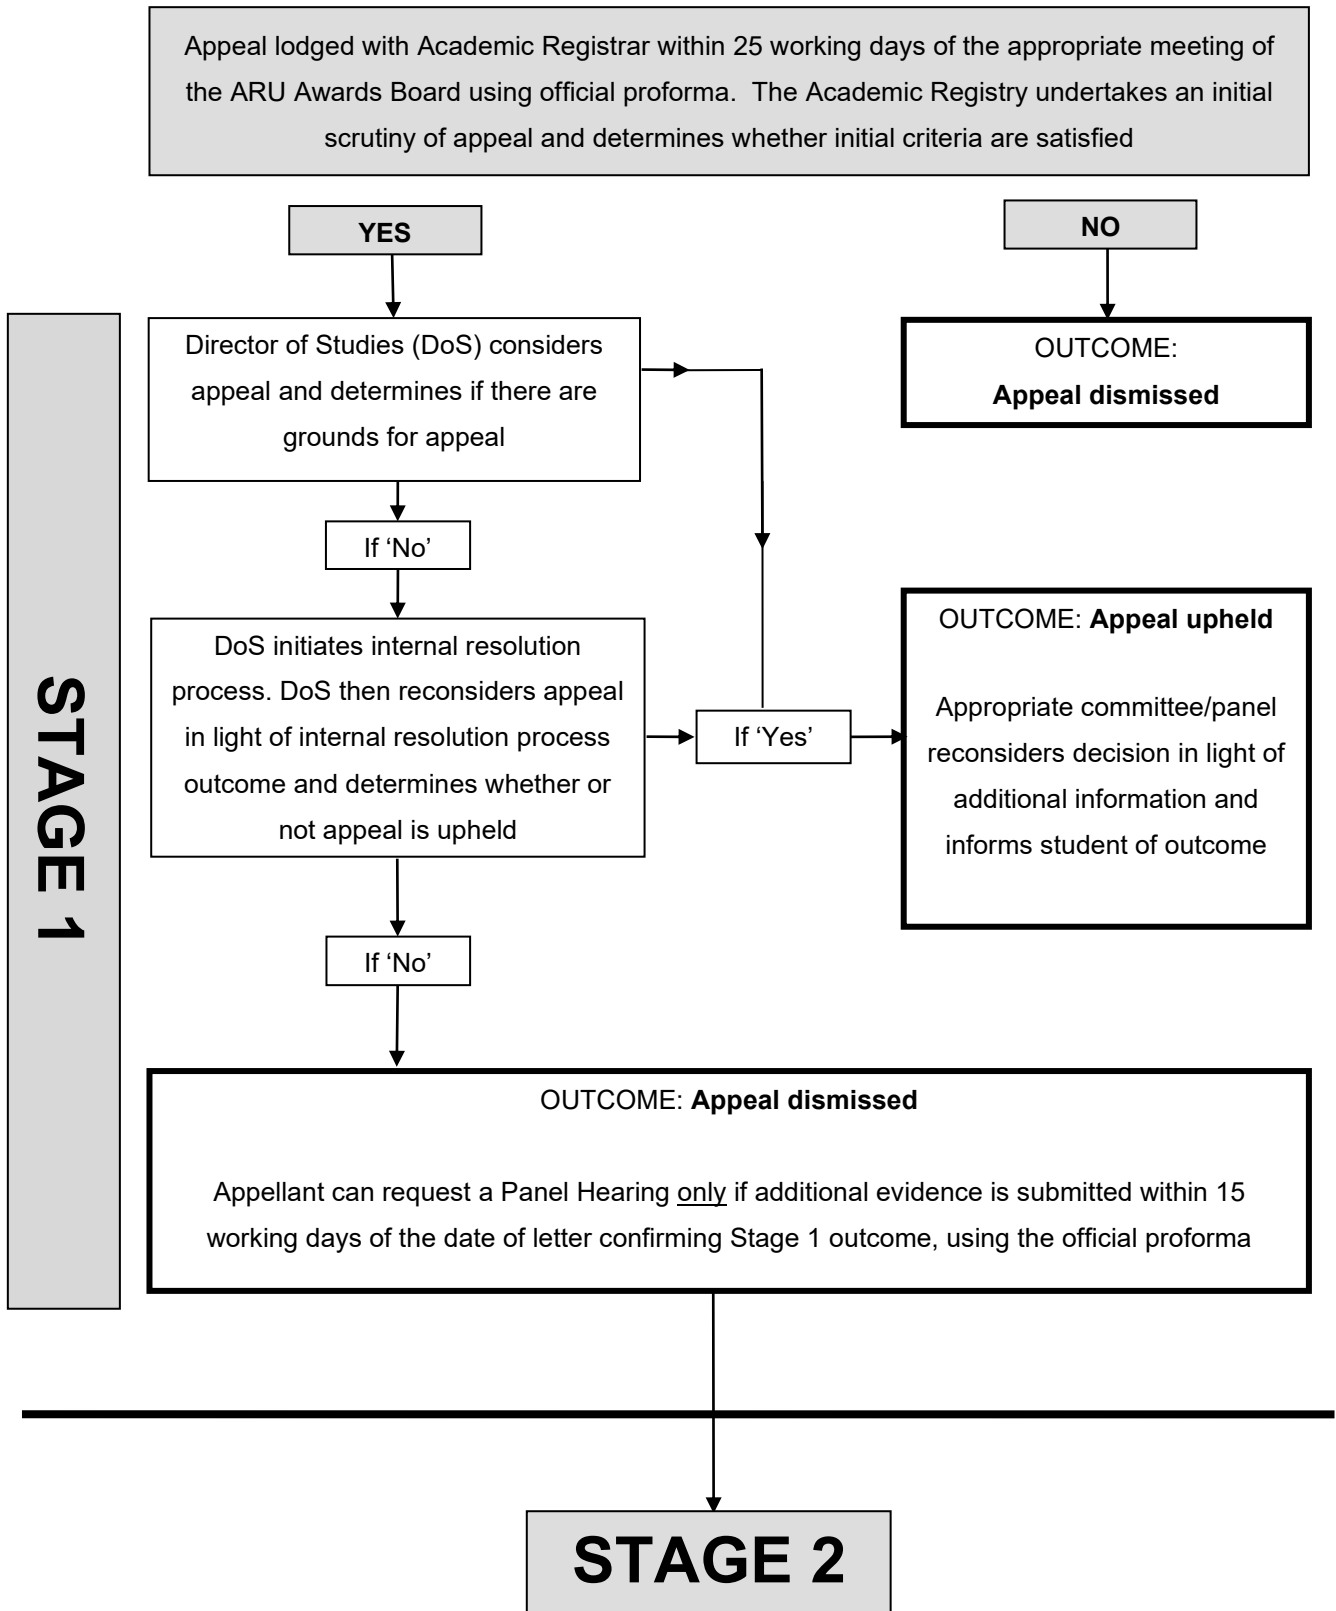 Appeal lodged with Academic Registrar within 25 working days of the appropriate meeting of
the ARU Awards Board using official proforma.  The Academic Registry undertakes an initial
scrutiny of appeal and determines whether initial criteria are satisfied
YES
NO
STAGE 1
Director of Studies (DoS) considers
appeal and determines if there are
grounds for appeal
OUTCOME:
Appeal dismissed
If ‘No’
DoS initiates internal resolution
process. DoS then reconsiders appeal
in light of internal resolution process
outcome and determines whether or
not appeal is upheld
If ‘Yes’
OUTCOME: Appeal upheld
Appropriate committee/panel
reconsiders decision in light of
additional information and
informs student of outcome
If ‘No’
OUTCOME: Appeal dismissed
Appellant can request a Panel Hearing only if additional evidence is submitted within 15
working days of the date of letter confirming Stage 1 outcome, using the official proforma
STAGE 2